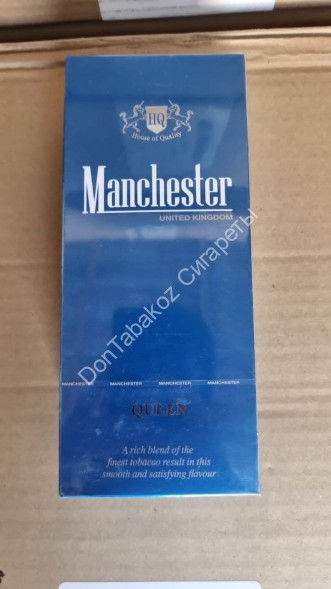 HQ
House of Quality
Manchester
UNITED KINGDOM
DonTabakoz Сигареты
MANCHESTER MANCHESTER MANCHESTER MANCHESTER
QUEEN
A rich blend of the
finest tobacco result in this
smooth and satisfying flavour